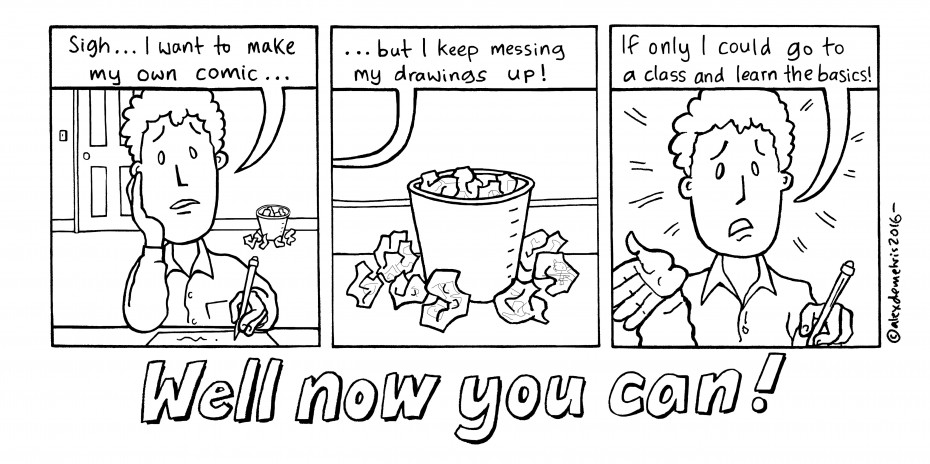 Sigh... I want to make
my own comic...
...but I keep messing
my drawings up!
If only I could go to
a class and learn the basics!
©alexdemetris2016-
Well now you can!